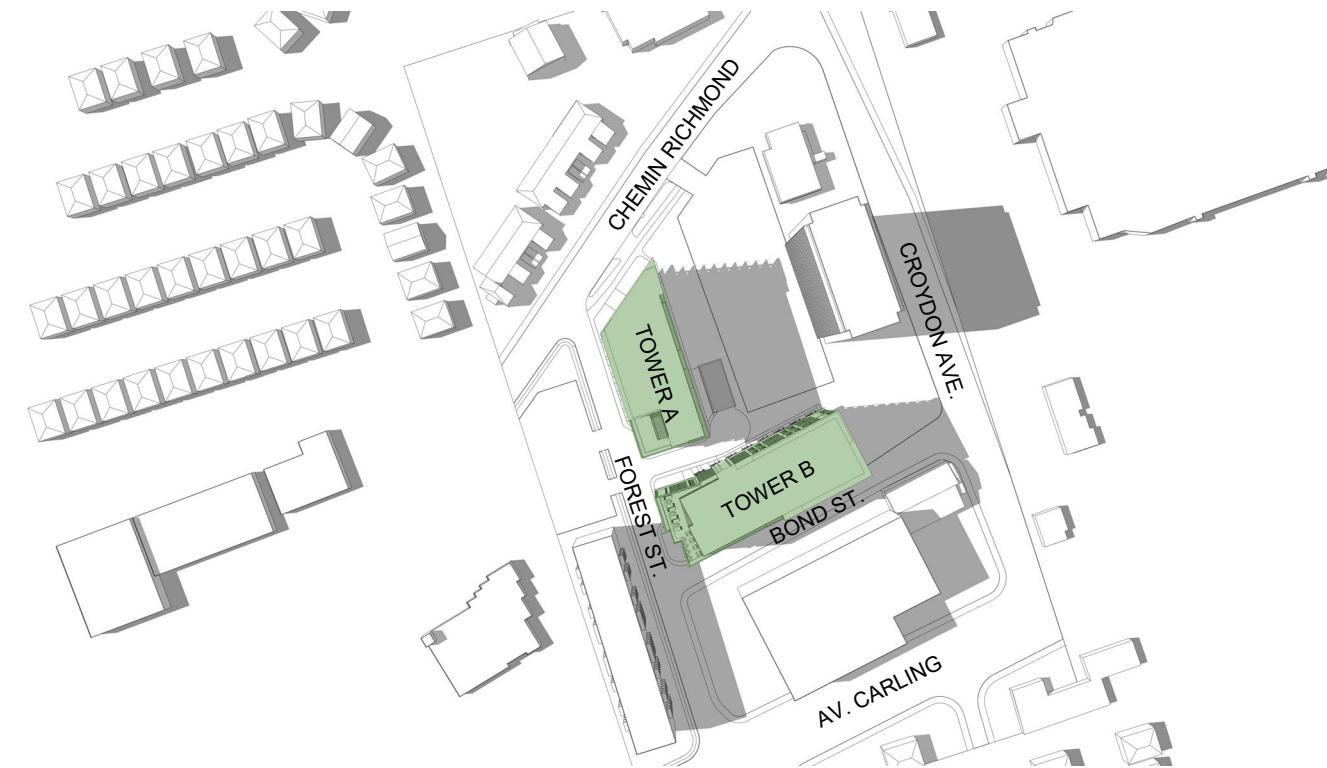 CHEMIN RICHMOND
CROYDON AVE.
TOWER A
TOWER B
FOREST ST.
BOND ST.
AV. CARLING